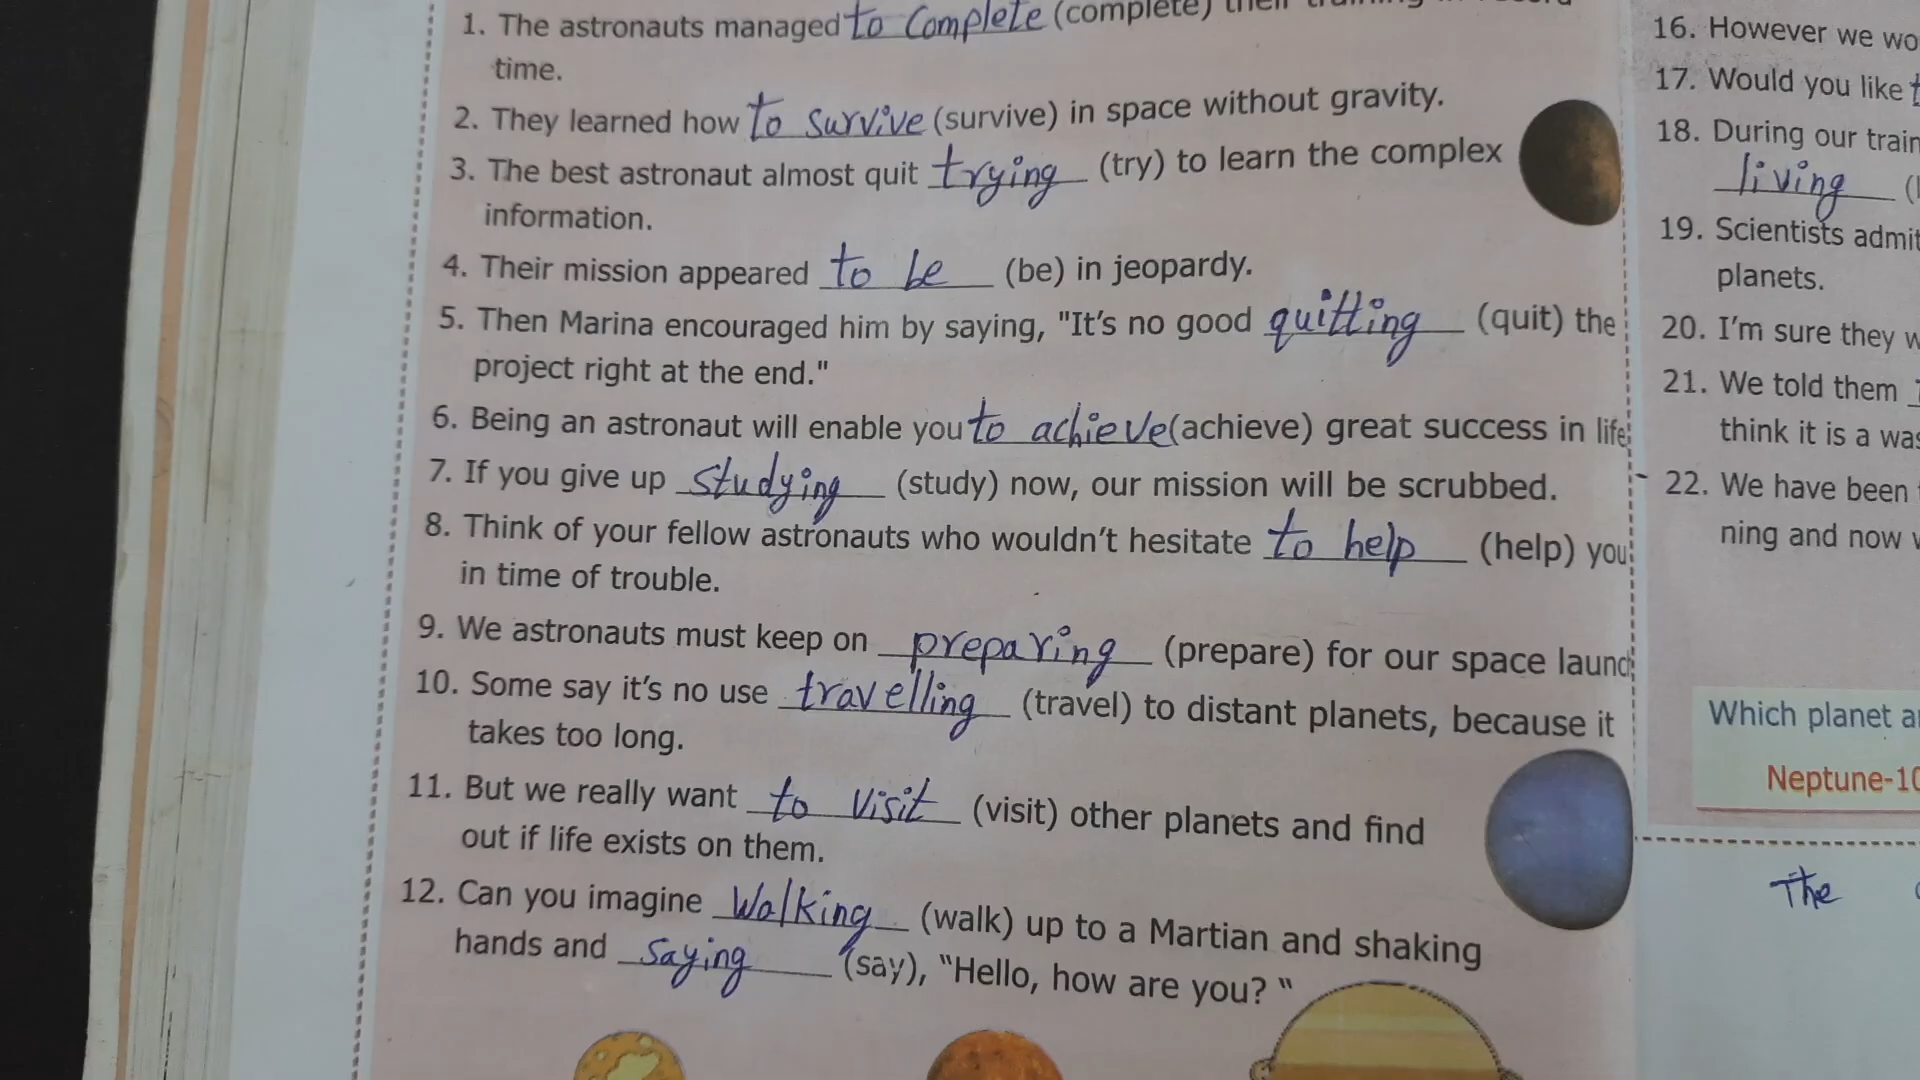 1. The astronauts managed to complete (complete) their training in record
time.
2. They learned how to survive (survive) in space without gravity.
3. The best astronaut almost quit trying (try) to learn the complex
information.
4. Their mission appeared to be (be) in jeopardy.
5. Then Marina encouraged him by saying, "It's no good quitting (quit) the
project right at the end."
6. Being an astronaut will enable you to achieve (achieve) great success in life
7. If you give up studying (study) now, our mission will be scrubbed.
8. Think of your fellow astronauts who wouldn't hesitate to help (help) you
in time of trouble.
9. We astronauts must keep on preparing (prepare) for our space launc
10. Some say it's no use travelling (travel) to distant planets, because it
takes too long.
11. But we really want to visit (visit) other planets and find
out if life exists on them.
12. Can you imagine walking (walk) up to a Martian and shaking
hands and saying (say), "Hello, how are you? "
16. However we wo
17. Would you like t
18. During our train
living (
19. Scientists admit
planets.
20. I'm sure they w
21. We told them
think it is a was
22. We have been
ning and now
Which planet a
Neptune-10
The